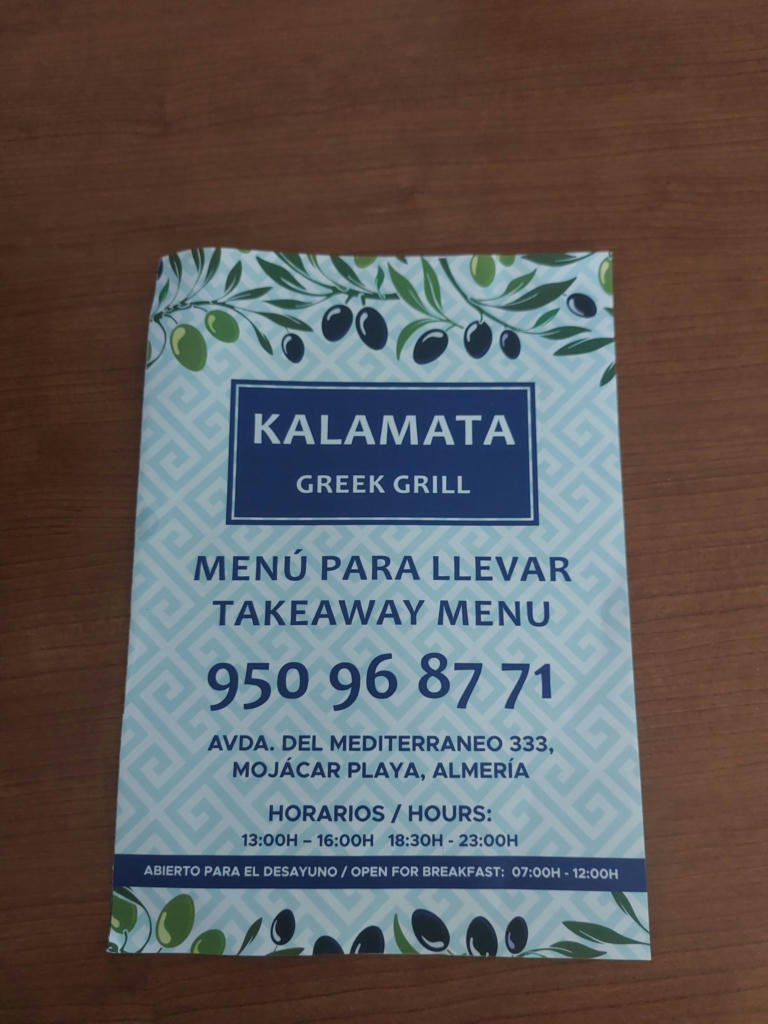 KALAMATA
GREEK GRILL
MENÚ PARA LLEVAR
TAKEAWAY MENU
950 96 87 71
AVDA. DEL MEDITERRANEO 333,
MOJÁCAR PLAYA, ALMERÍA
HORARIOS / HOURS:
13:00H – 16:00H 18:30H - 23:00H
ABIERTO PARA EL DESAYUNO / OPEN FOR BREAKFAST: 07:00H - 12:00H